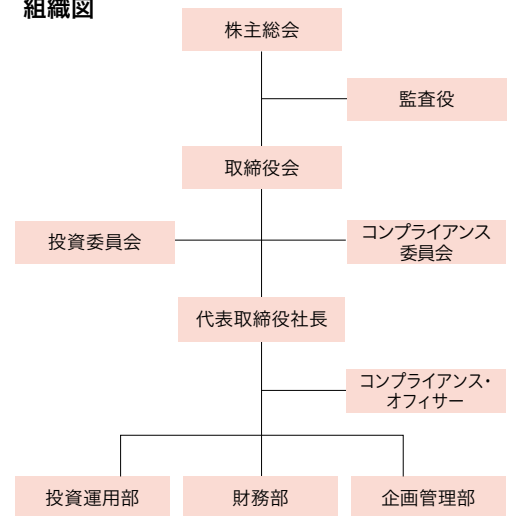 組織図
株主総会
監査役
取締役会
投資委員会
コンプライアンス
委員会
代表取締役社長
コンプライアンス・
オフィサー
投資運用部
財務部
企画管理部